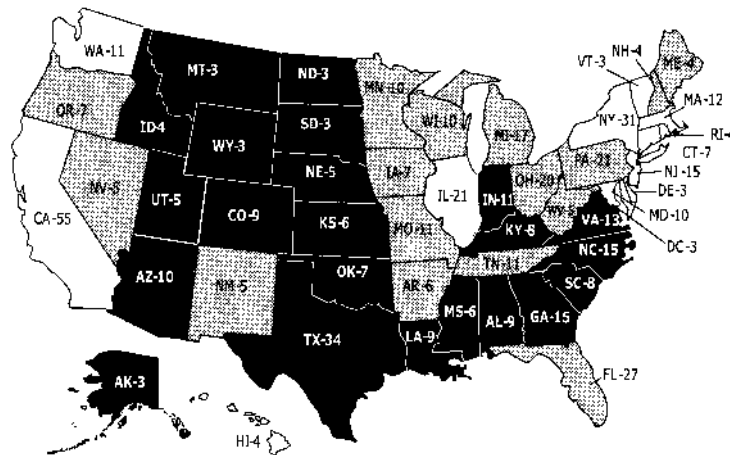 WA-11
MT-3
ND-3
MN-10
VT-3
NH-4
ME-4
MA-12
OR-7
ID-4
WY-3
SD-3
WI-10
MI-17
NY-31
RI-4
CT-7
NV-5
UT-5
NE-5
IA-7
PA-21
NJ-15
CA-55
CO-9
KS-6
MO-11
IL-21
IN-11
OH-20
WV-5
VA-13
DE-3
MD-10
DC-3
KY-8
AZ-10
NM-5
OK-7
AR-6
TN-11
NC-15
SC-8
TX-34
LA-9
MS-6
AL-9
GA-15
FL-27
AK-3
HI-4